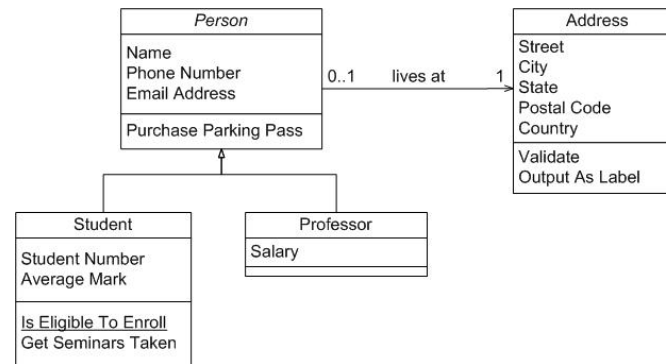 Person
Name
Phone Number
Email Address
Purchase Parking Pass
0..1 lives at 1
Address
Street
City
State
Postal Code
Country
Validate
Output As Label
Student
Student Number
Average Mark
Is Eligible To Enroll
Get Seminars Taken
Professor
Salary